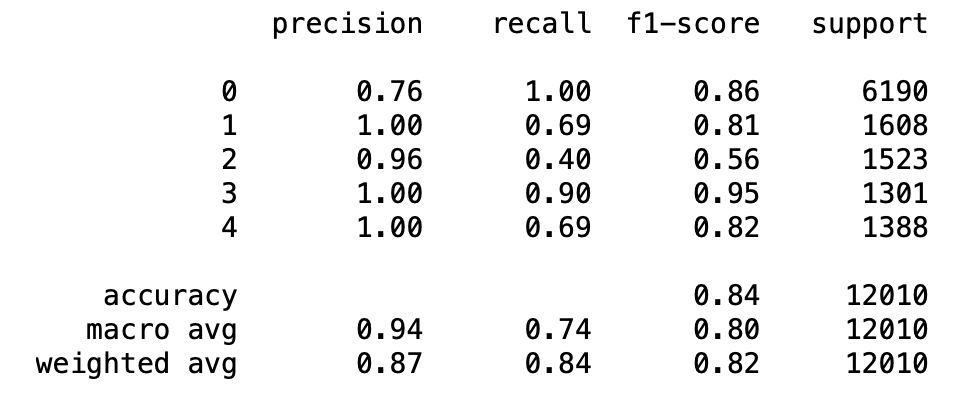 precision recall f1-score support
0 0.76 1.00 0.86 6190
1 1.00 0.69 0.81 1608
2 0.96 0.40 0.56 1523
3 1.00 0.90 0.95 1301
4 1.00 0.69 0.82 1388
accuracy 0.84 12010
macro avg 0.94 0.74 0.80 12010
weighted avg 0.87 0.84 0.82 12010